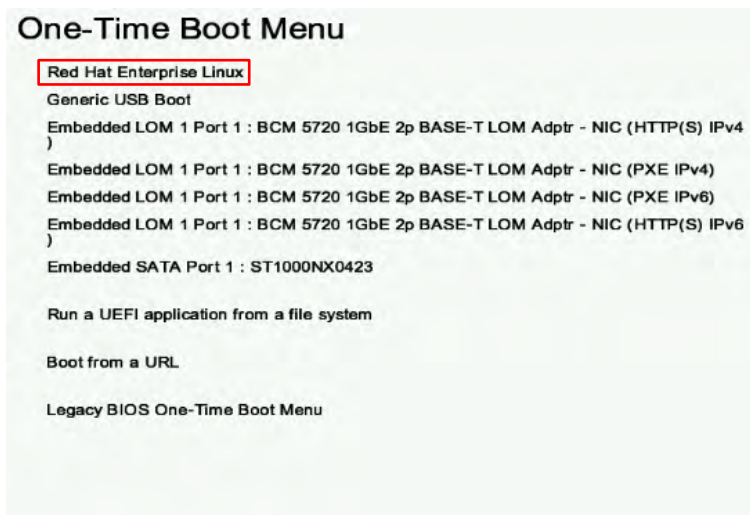 One-Time Boot Menu
Red Hat Enterprise Linux
Generic USB Boot
Embedded LOM 1 Port 1 : BCM 5720 1GbE 2p BASE-T LOM Adptr - NIC (HTTP(S) IPv4
)
Embedded LOM 1 Port 1 : BCM 5720 1GbE 2p BASE-T LOM Adptr - NIC (PXE IPv4)
Embedded LOM 1 Port 1 : BCM 5720 1GbE 2p BASE-T LOM Adptr - NIC (PXE IPv6)
Embedded LOM 1 Port 1 : BCM 5720 1GbE 2p BASE-T LOM Adptr - NIC (HTTP(S) IPv6
)
Embedded SATA Port 1 : ST1000NX0423
Run a UEFI application from a file system
Boot from a URL
Legacy BIOS One-Time Boot Menu